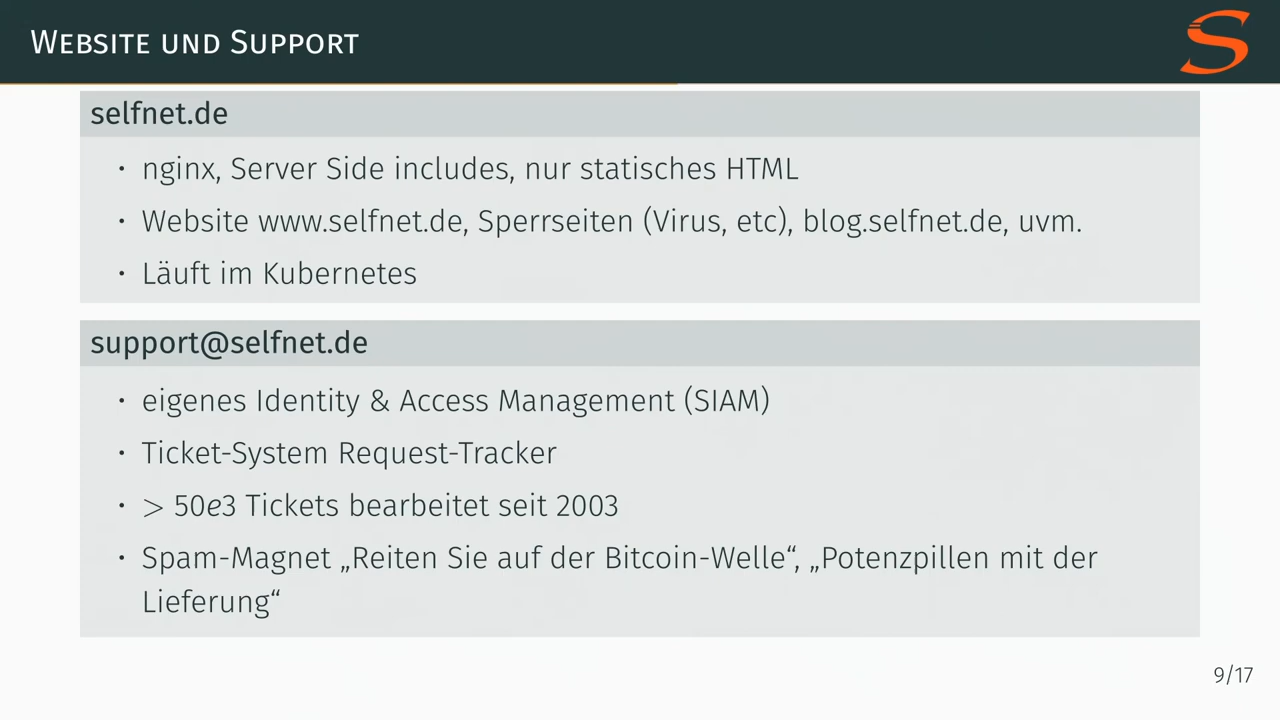 Website und Support
selfnet.de
• nginx, Server Side includes, nur statisches HTML
• Website www.selfnet.de, Sperrseiten (Virus, etc), blog.selfnet.de, uvm.
• Läuft im Kubernetes
support@selfnet.de
• eigenes Identity & Access Management (SIAM)
• Ticket-System Request-Tracker
• > 50e3 Tickets bearbeitet seit 2003
• Spam-Magnet „Reiten Sie auf der Bitcoin-Welle“, „Potenzpillen mit der
Lieferung“
9/17